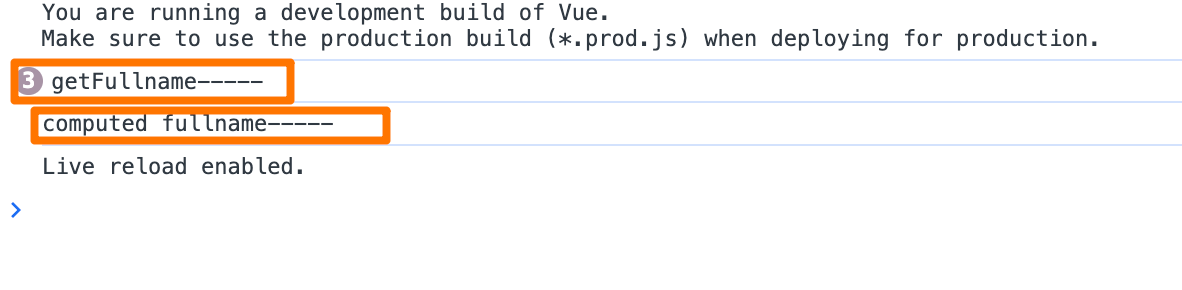 You are running a development build of Vue.
Make sure to use the production build (*.prod.js) when deploying for production.
3 getFullname-----
computed fullname-----
Live reload enabled.